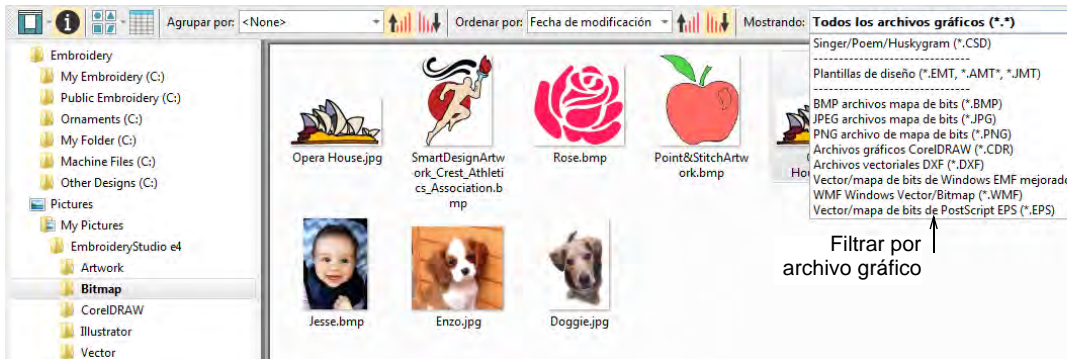 Agrupar por: <None> Ordenar por: Fecha de modificación Mostrando: Todos los archivos gráficos (*.*)
Embroidery
My Embroidery (C:)
Public Embroidery (C:)
Ornaments (C:)
My Folder (C:)
Machine Files (C:)
Other Designs (C:)
Pictures
My Pictures
EmbroideryStudio e4
Artwork
Bitmap
CorelDRAW
Illustrator
Vector
Opera House.jpg
SmartDesignArtw
ork_Crest_Athleti
cs_Association.b
mp
Rose.bmp
Point&StitchArtw
ork.bmp
Jesse.bmp
Enzo.jpg
Doggie.jpg
Singer/Poem/Huskygram (*.CSD)
------------------------------
Plantillas de diseño (*.EMT, *.AMT*, *.JMT)
------------------------------
BMP archivos mapa de bits (*.BMP)
JPEG archivos mapa de bits (*.JPG)
PNG archivo de mapa de bits (*.PNG)
Archivos gráficos CorelDRAW (*.CDR)
Archivos vectoriales DXF (*.DXF)
Vector/mapa de bits de Windows EMF mejorado
WMF Windows Vector/Bitmap (*.WMF)
Vector/mapa de bits de PostScript EPS (*.EPS)
Filtrar por
archivo gráfico